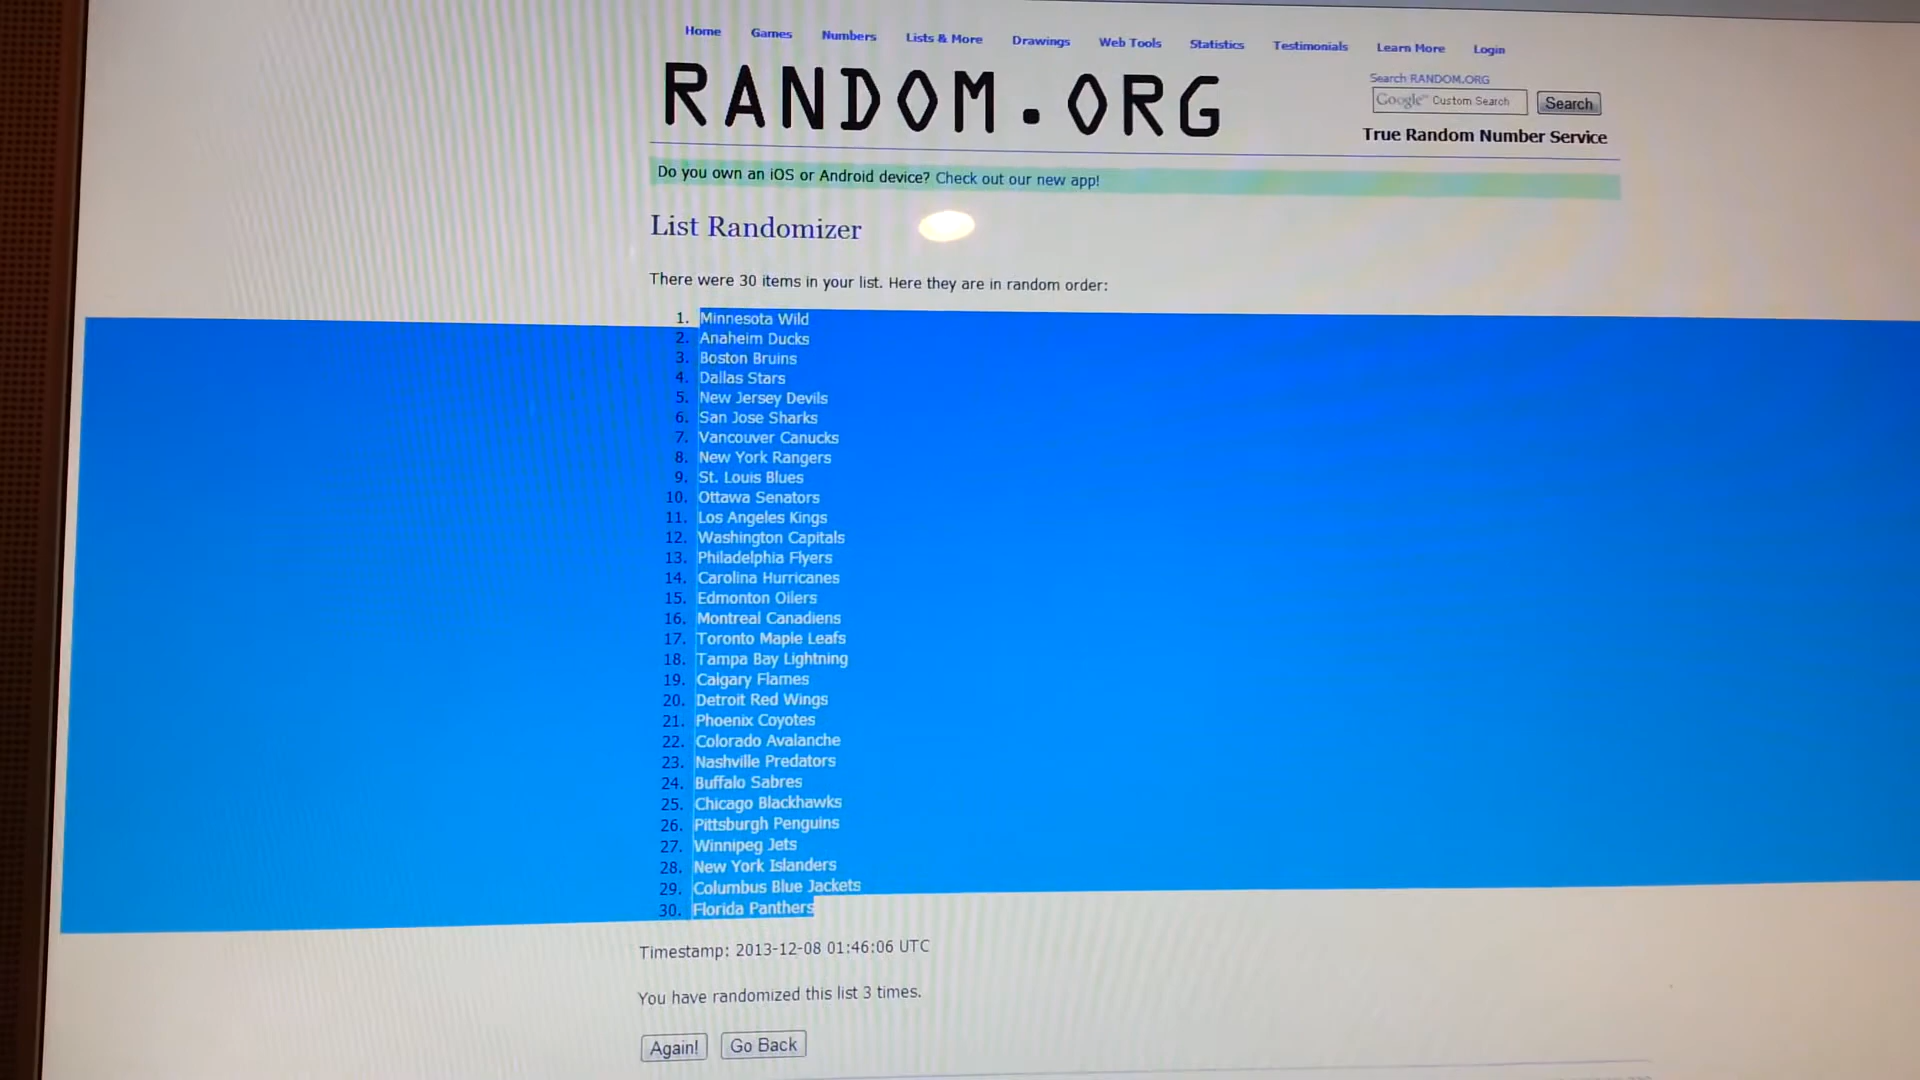 Home Games Numbers Lists & More Drawings Web Tools Statistics Testimonials Learn More Login
RANDOM.ORG
Search RANDOM.ORG
Google™ Custom Search Search
True Random Number Service
Do you own an iOS or Android device? Check out our new app!
List Randomizer
There were 30 items in your list. Here they are in random order:
1. Minnesota Wild
2. Anaheim Ducks
3. Boston Bruins
4. Dallas Stars
5. New Jersey Devils
6. San Jose Sharks
7. Vancouver Canucks
8. New York Rangers
9. St. Louis Blues
10. Ottawa Senators
11. Los Angeles Kings
12. Washington Capitals
13. Philadelphia Flyers
14. Carolina Hurricanes
15. Edmonton Oilers
16. Montreal Canadiens
17. Toronto Maple Leafs
18. Tampa Bay Lightning
19. Calgary Flames
20. Detroit Red Wings
21. Phoenix Coyotes
22. Colorado Avalanche
23. Nashville Predators
24. Buffalo Sabres
25. Chicago Blackhawks
26. Pittsburgh Penguins
27. Winnipeg Jets
28. New York Islanders
29. Columbus Blue Jackets
30. Florida Panthers
Timestamp: 2013-12-08 01:46:06 UTC
You have randomized this list 3 times.
Again! Go Back